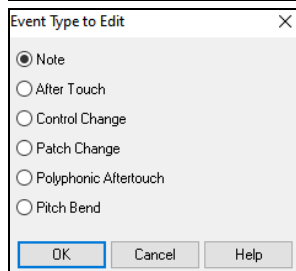 Event Type to Edit
Note
After Touch
Control Change
Patch Change
Polyphonic Aftertouch
Pitch Bend
OK Cancel Help